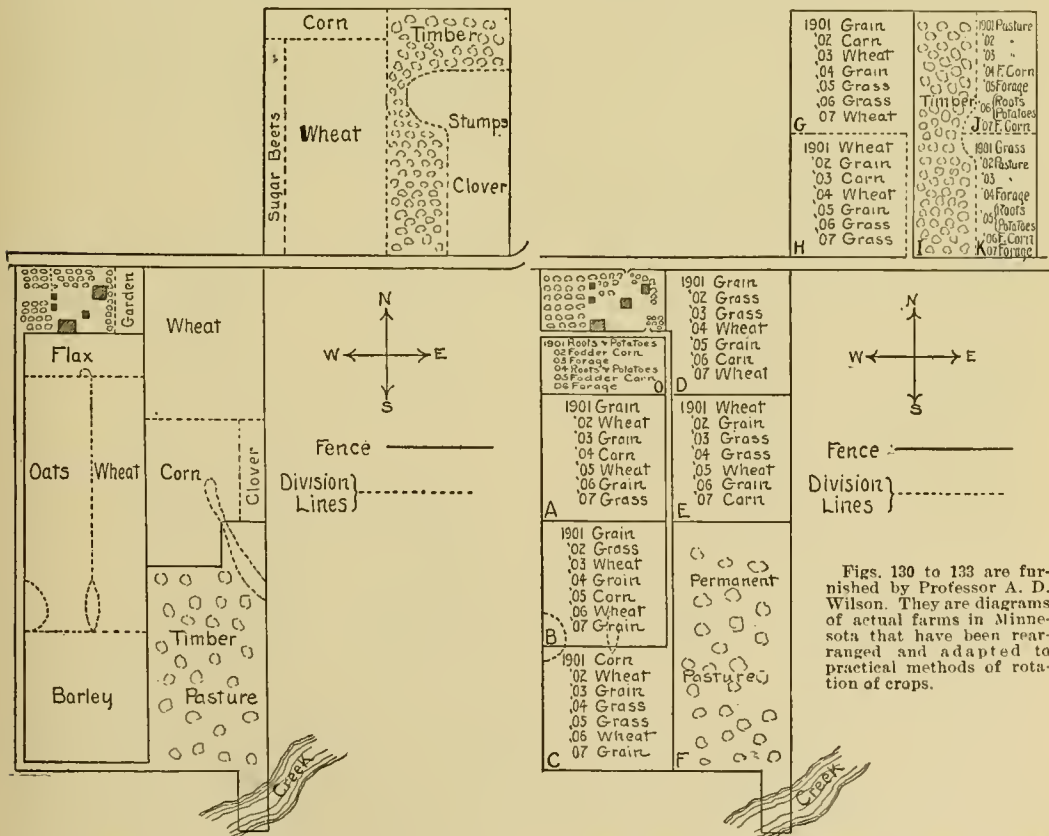 Corn
Timber
Sugar Beets
Wheat
Stumps
Clover
Garden
Flax
Wheat
Oats
Wheat
Corn
Clover
Barley
Timber
Pasture
Creek
N
W E
S
Fence
Division
Lines
1901 Grain
'02 Corn
'03 Wheat
'04 Grain
'05 Grass
'06 Grass
'07 Wheat
G
1901 Wheat
'02 Grain
'03 Corn
'04 Wheat
'05 Grain
'06 Grass
'07 Grass
H
Timber
I
1901 Pasture
'02 "
'03 "
'04 F. Corn
'05 Forage
'06 {Roots
Potatoes
J '07 F. Corn
1901 Grass
'02 Pasture
'03 "
'04 Forage
'05 {Roots
Potatoes
'06 F. Corn
K '07 Forage
1901 Roots & Potatoes
02 Fodder Corn
03 Forage
04 Roots & Potatoes
05 Fodder Corn
06 Forage
O
1901 Grain
'02 Grass
'03 Grass
'04 Wheat
'05 Grain
'06 Corn
'07 Wheat
D
1901 Grain
'02 Wheat
'03 Grain
'04 Corn
'05 Wheat
'06 Grain
'07 Grass
A
1901 Wheat
'02 Grain
'03 Grass
'04 Grass
'05 Wheat
'06 Grain
'07 Corn
E
1901 Grain
'02 Grass
'03 Wheat
'04 Grain
'05 Corn
'06 Wheat
'07 Grain
B
1901 Corn
'02 Wheat
'03 Grain
'04 Grass
'05 Grass
'06 Wheat
'07 Grain
C
Permanent
Pasture
F
Creek
N
W E
S
Fence
Division
Lines
Figs. 130 to 133 are fur-
nished by Professor A. D.
Wilson. They are diagrams
of actual farms in Minne-
sota that have been rear-
ranged and adapted to
practical methods of rota-
tion of crops.